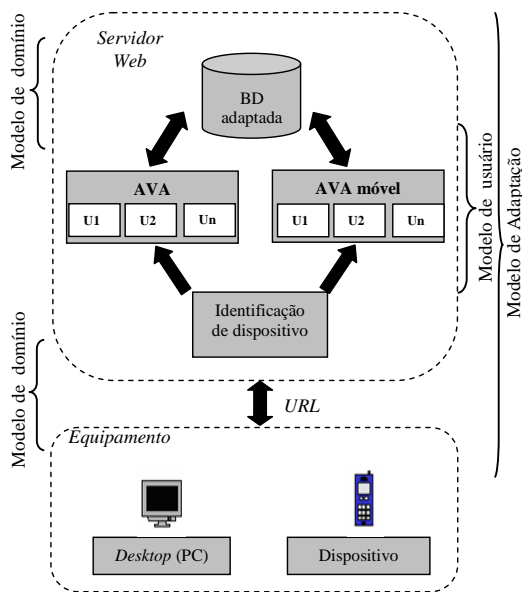 Servidor
Web
BD
adaptada
AVA
U1 U2 Un
AVA móvel
U1 U2 Un
Identificação
de dispositivo
URL
Equipamento
Desktop (PC)
Dispositivo
Modelo de domínio
Modelo de domínio
Modelo de usuário
Modelo de Adaptação